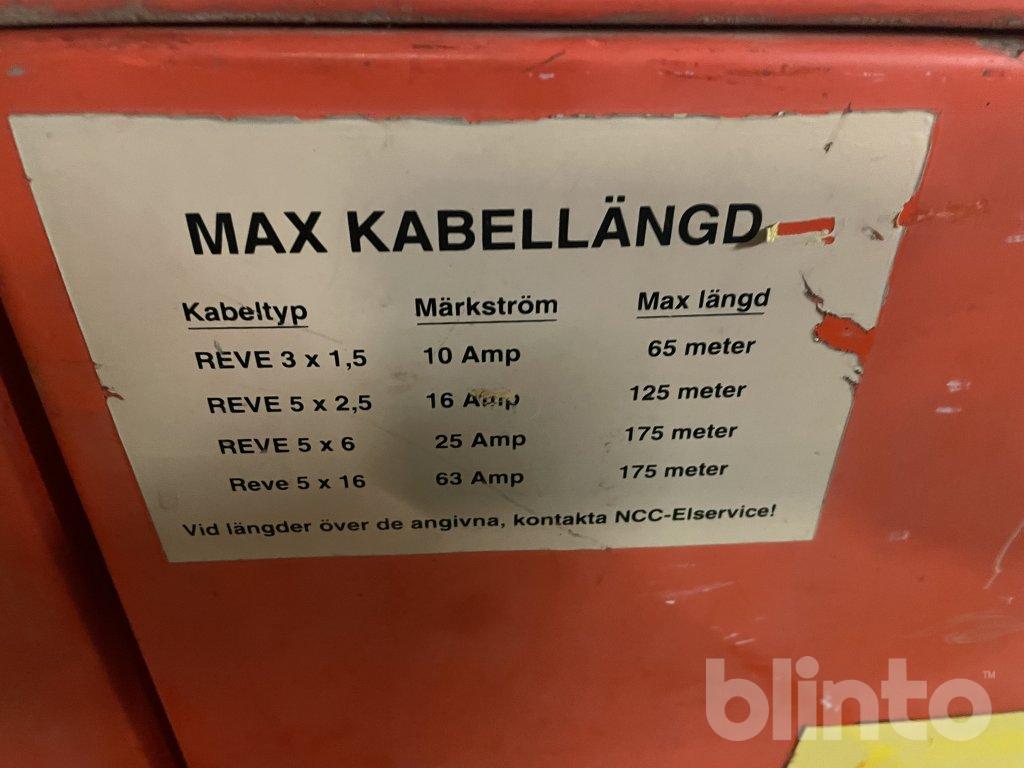 MAX KABELLÄNGD
Kabeltyp Märkström Max längd
REVE 3 x 1,5 10 Amp 65 meter
REVE 5 x 2,5 16 Amp 125 meter
REVE 5 x 6 25 Amp 175 meter
Reve 5 x 16 63 Amp 175 meter
Vid längder över de angivna, kontakta NCC-Elservice!
blinto™